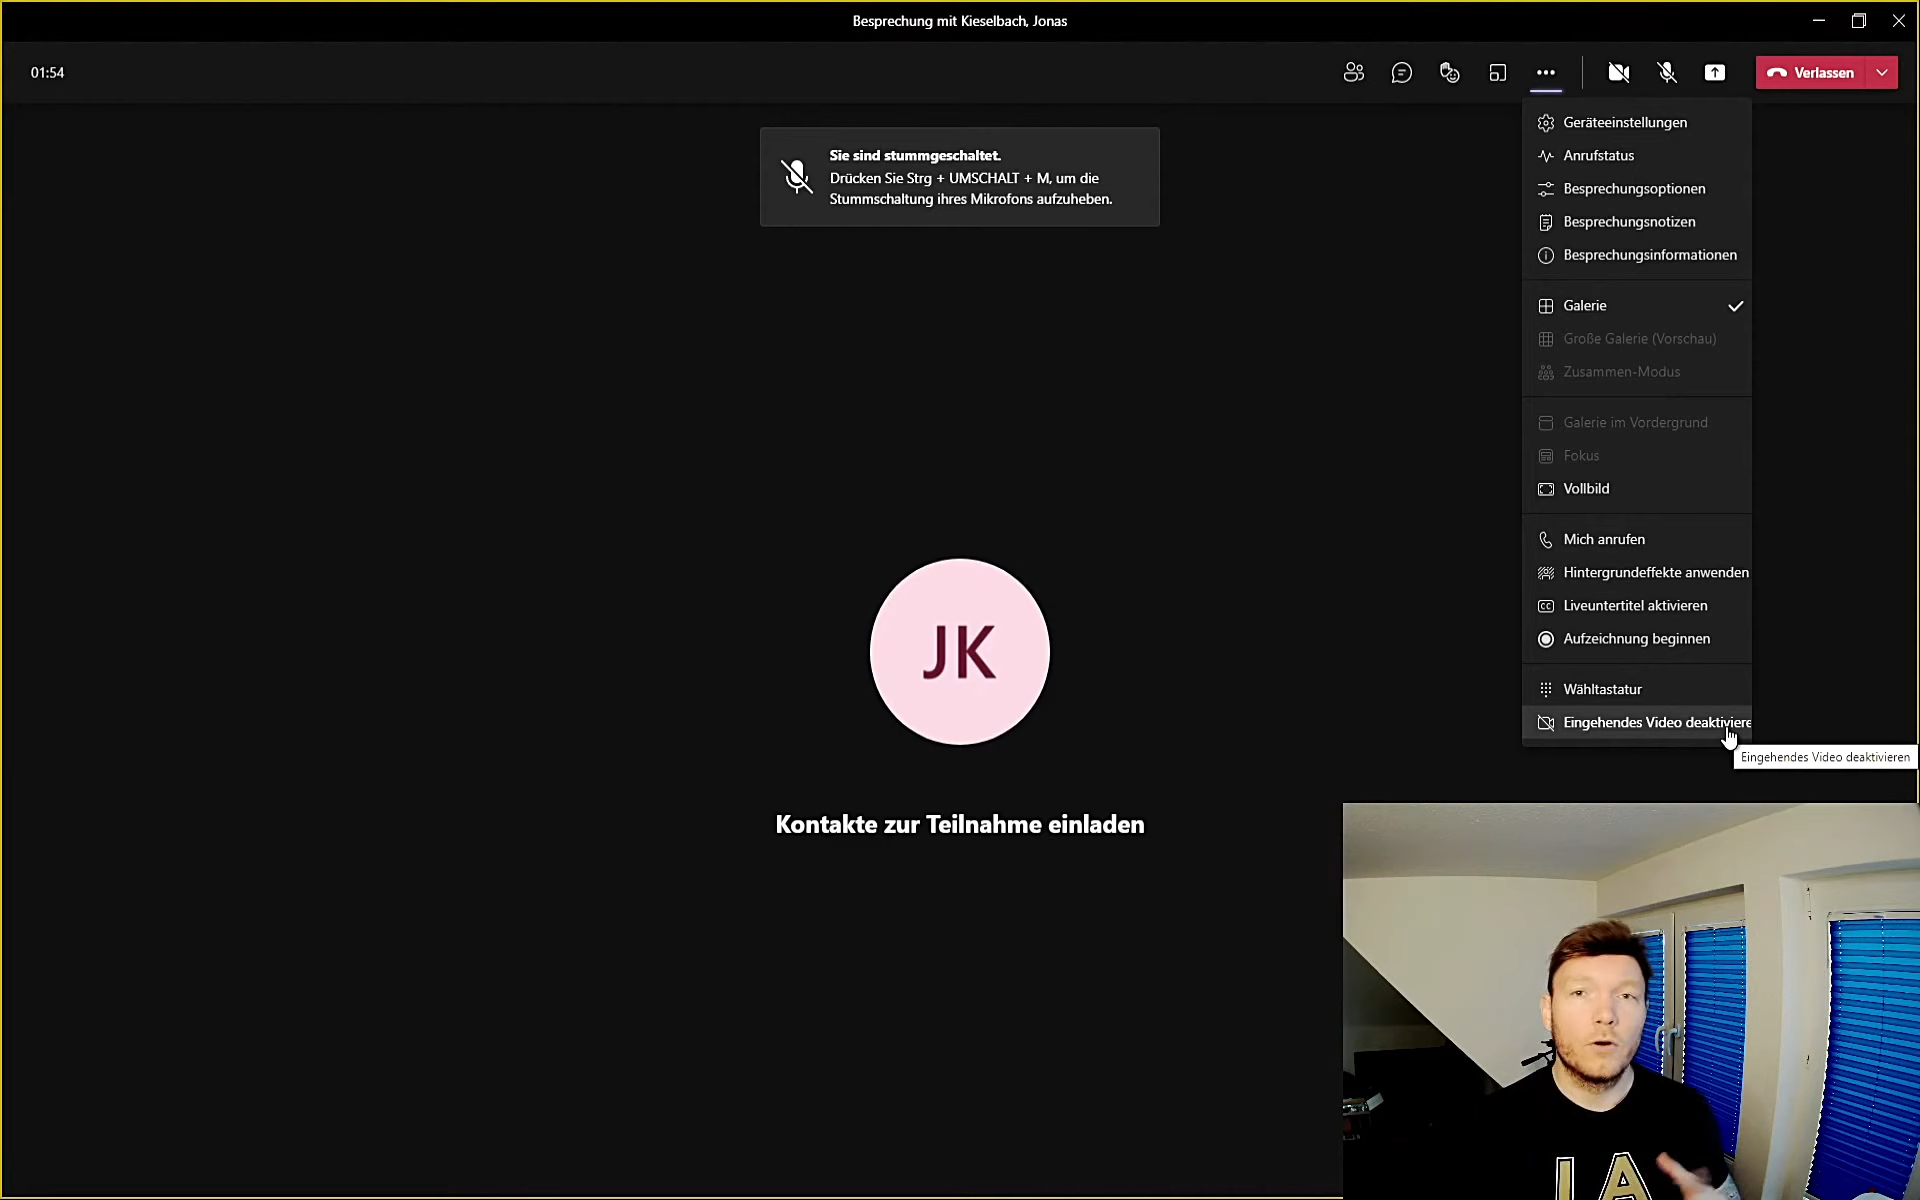 Besprechung mit Kieselbach, Jonas
01:54
Verlassen
Sie sind stummgeschaltet.
Drücken Sie Strg + UMSCHALT + M, um die
Stummschaltung ihres Mikrofons aufzuheben.
Geräteeinstellungen
Anrufstatus
Besprechungsoptionen
Besprechungsnotizen
Besprechungsinformationen
Galerie
Große Galerie (Vorschau)
Zusammen-Modus
Galerie im Vordergrund
Fokus
Vollbild
Mich anrufen
Hintergrundeffekte anwenden
CC Liveuntertitel aktivieren
Aufzeichnung beginnen
Wähltastatur
Eingehendes Video deaktiviere
Eingehendes Video deaktivieren
JK
Kontakte zur Teilnahme einladen
LA